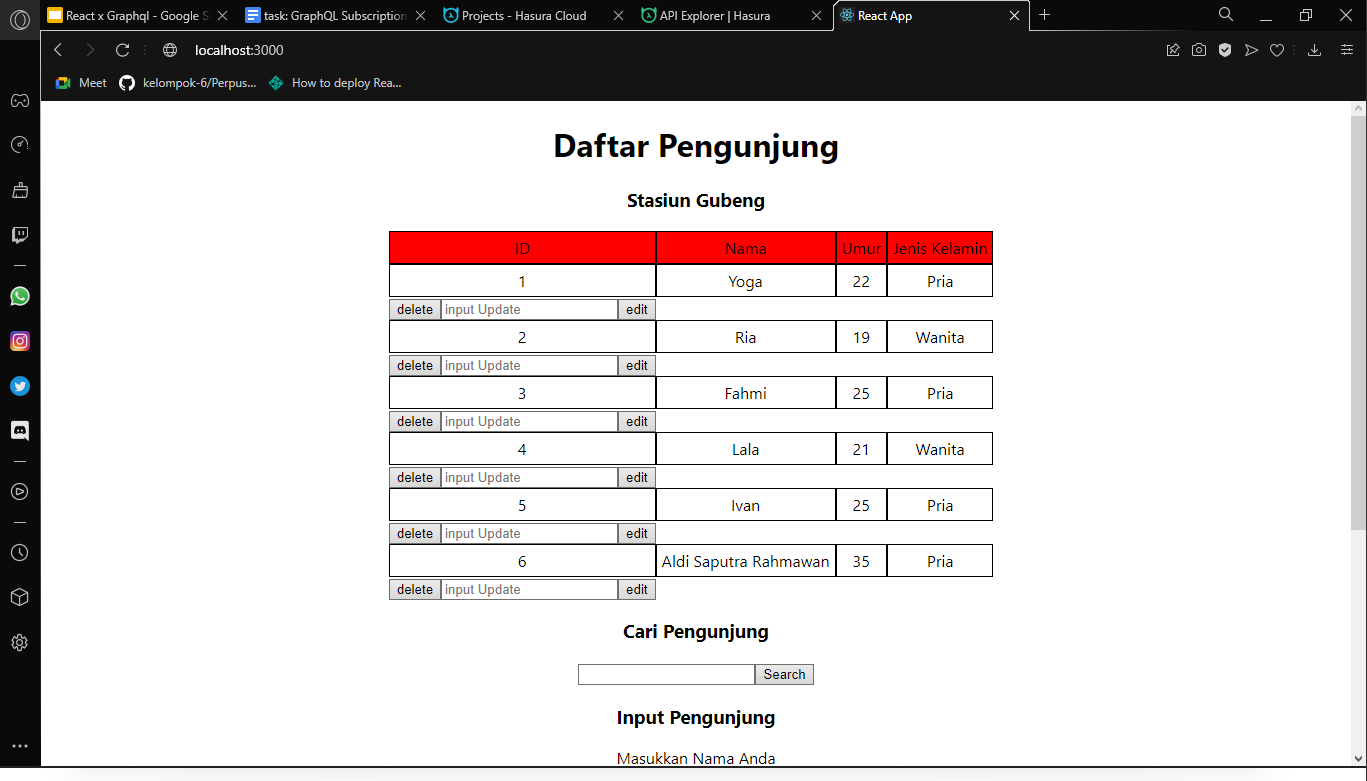 React x Graphql - Google S
task: GraphQL Subscription
Projects - Hasura Cloud
API Explorer | Hasura
React App
localhost:3000
Meet
kelompok-6/Perpus...
How to deploy Rea...
Daftar Pengunjung
Stasiun Gubeng
ID Nama Umur Jenis Kelamin
1 Yoga 22 Pria
delete input Update edit
2 Ria 19 Wanita
delete input Update edit
3 Fahmi 25 Pria
delete input Update edit
4 Lala 21 Wanita
delete input Update edit
5 Ivan 25 Pria
delete input Update edit
6 Aldi Saputra Rahmawan 35 Pria
delete input Update edit
Cari Pengunjung
Search
Input Pengunjung
Masukkan Nama Anda